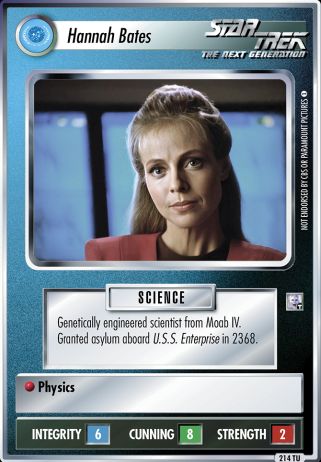 Hannah Bates
STAR TREK
THE NEXT GENERATION
NOT ENDORSED BY CBS OR PARAMOUNT PICTURES
SCIENCE
Genetically engineered scientist from Moab IV.
Granted asylum aboard U.S.S. Enterprise in 2368.
Physics
INTEGRITY 6 CUNNING 8 STRENGTH 2
214 TU